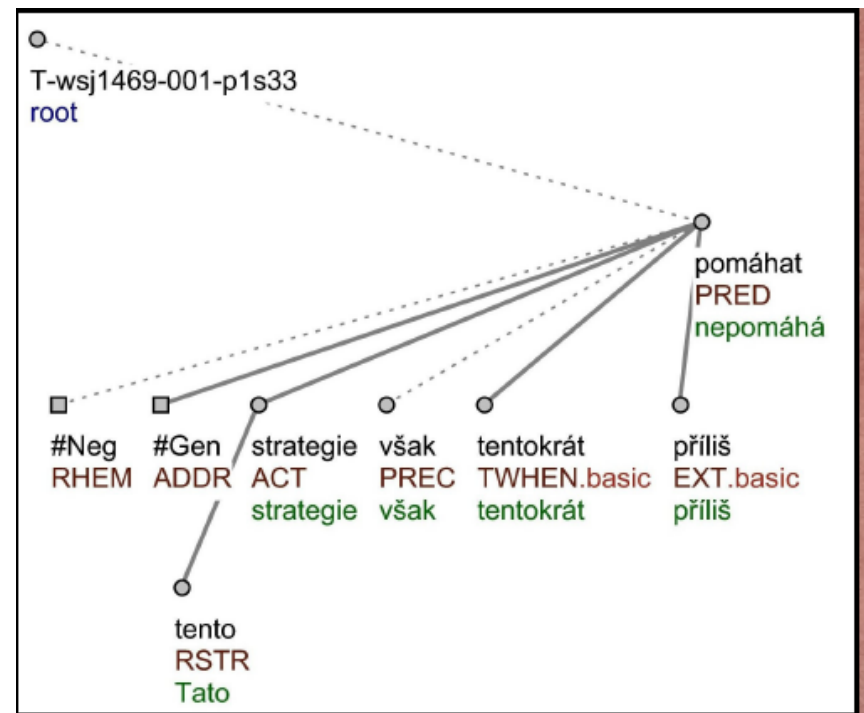 T-wsj1469-001-p1s33
root
pomáhat
PRED
nepomáhá
#Neg
RHEM
#Gen
ADDR
strategie
ACT
strategie
však
PREC
však
tentokrát
TWHEN.basic
tentokrát
příliš
EXT.basic
příliš
tento
RSTR
Tato